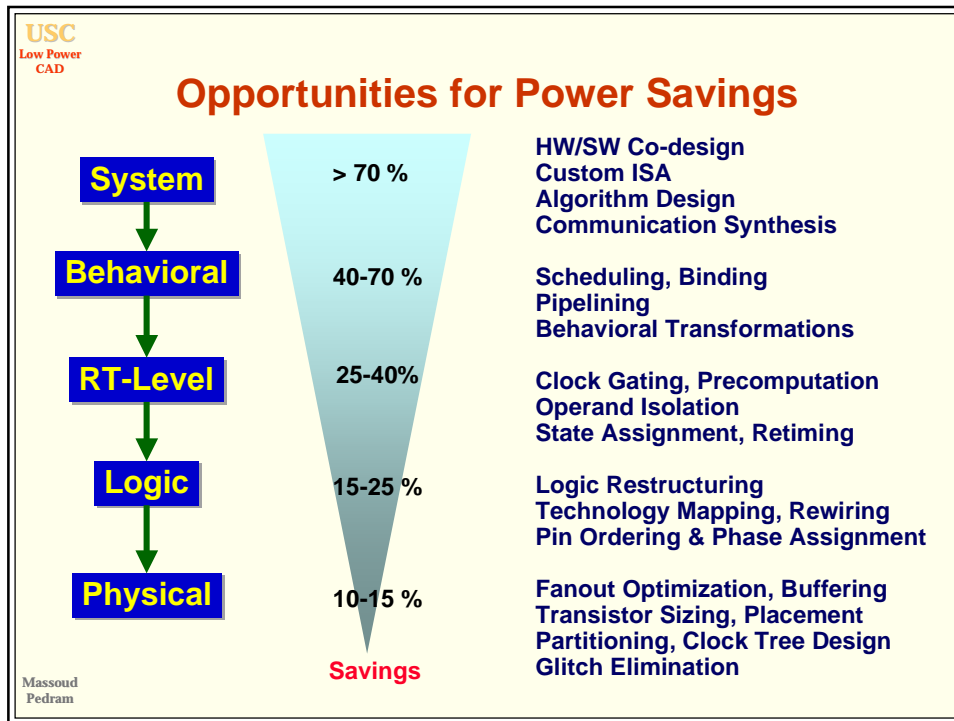 USC
Low Power
CAD
Opportunities for Power Savings
System
> 70 %
HW/SW Co-design
Custom ISA
Algorithm Design
Communication Synthesis
Behavioral
40-70 %
Scheduling, Binding
Pipelining
Behavioral Transformations
RT-Level
25-40%
Clock Gating, Precomputation
Operand Isolation
State Assignment, Retiming
Logic
15-25 %
Logic Restructuring
Technology Mapping, Rewiring
Pin Ordering & Phase Assignment
Physical
10-15 %
Fanout Optimization, Buffering
Transistor Sizing, Placement
Partitioning, Clock Tree Design
Glitch Elimination
Savings
Massoud
Pedram